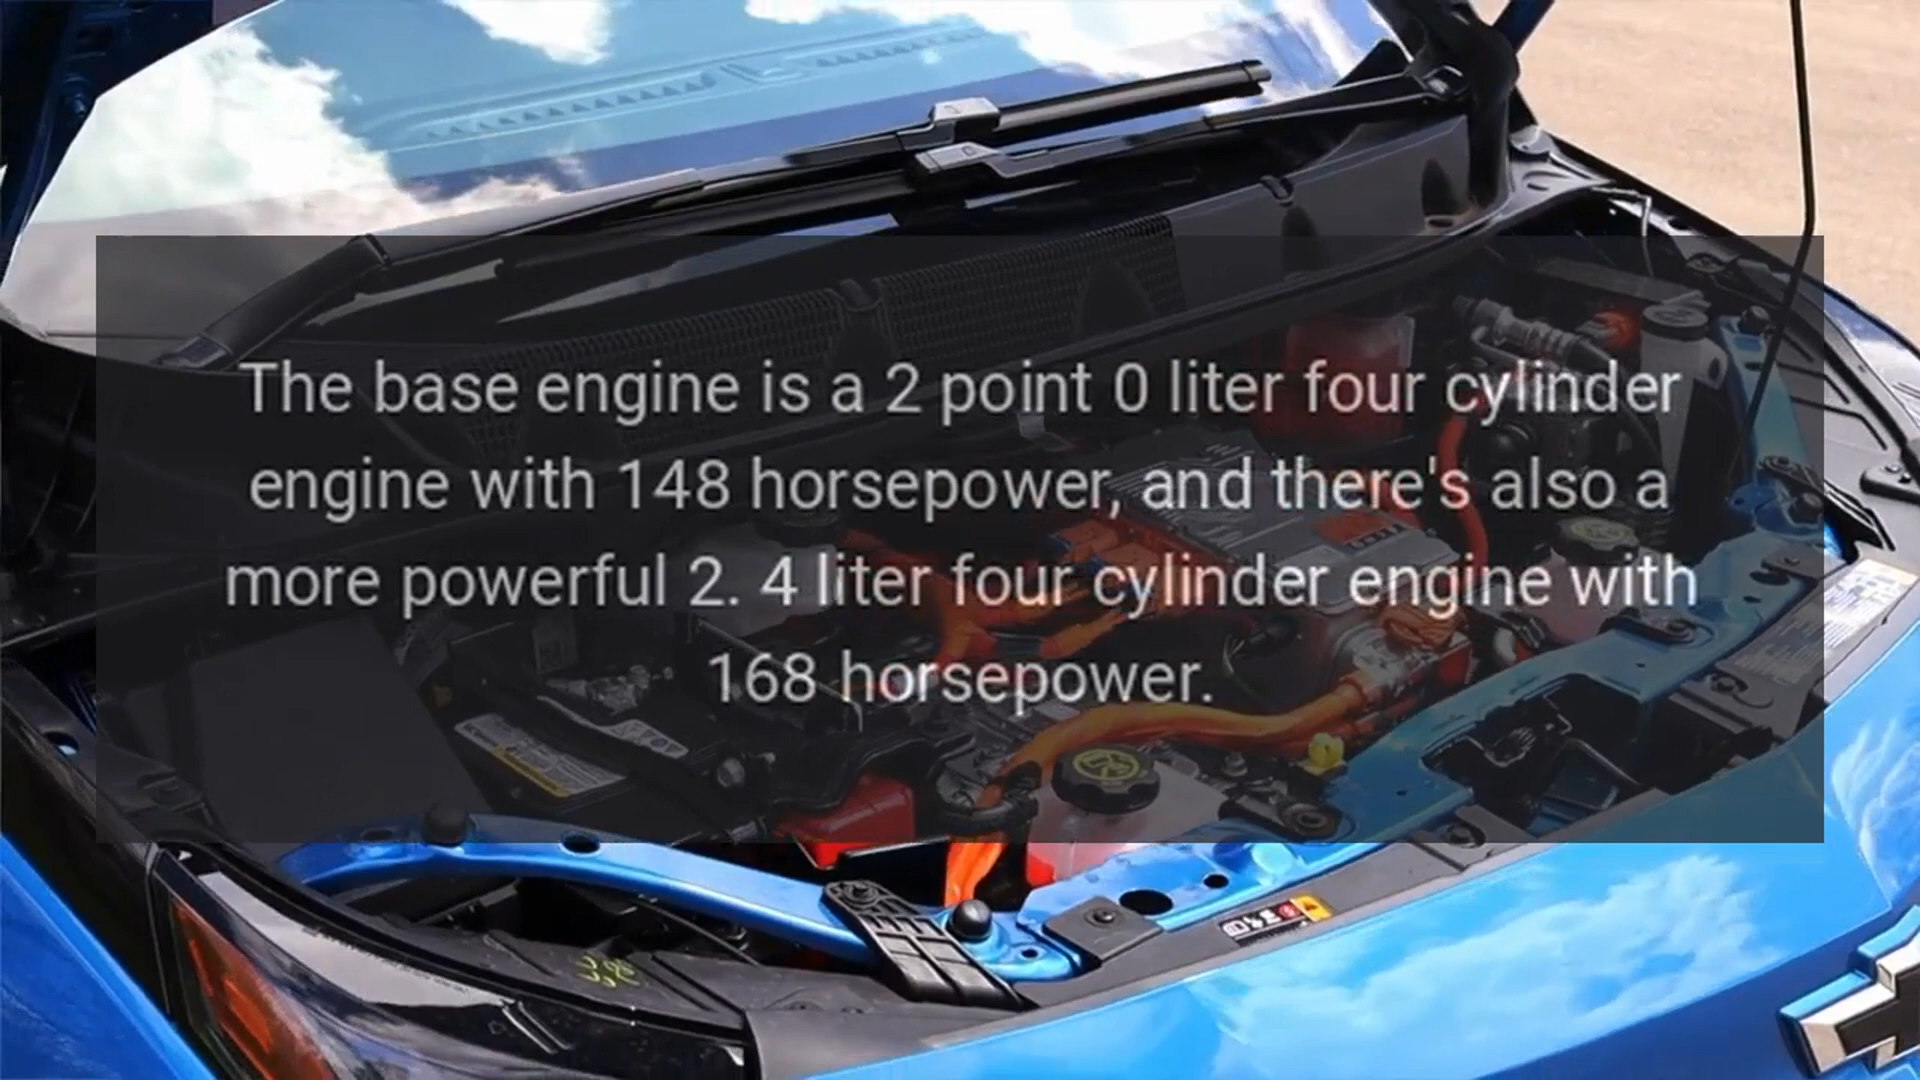 The base engine is a 2 point 0 liter four cylinder
engine with 148 horsepower, and there's also a
more powerful 2. 4 liter four cylinder engine with
168 horsepower.